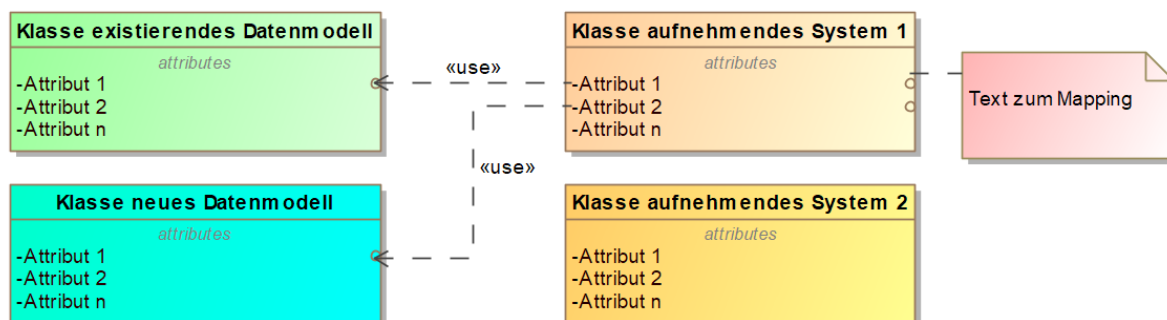 Klasse existierendes Datenmodell
attributes
-Attribut 1
-Attribut 2
-Attribut n
«use»
«use»
Klasse aufnehmendes System 1
attributes
-Attribut 1
-Attribut 2
-Attribut n
Text zum Mapping
Klasse neues Datenmodell
attributes
-Attribut 1
-Attribut 2
-Attribut n
Klasse aufnehmendes System 2
attributes
-Attribut 1
-Attribut 2
-Attribut n